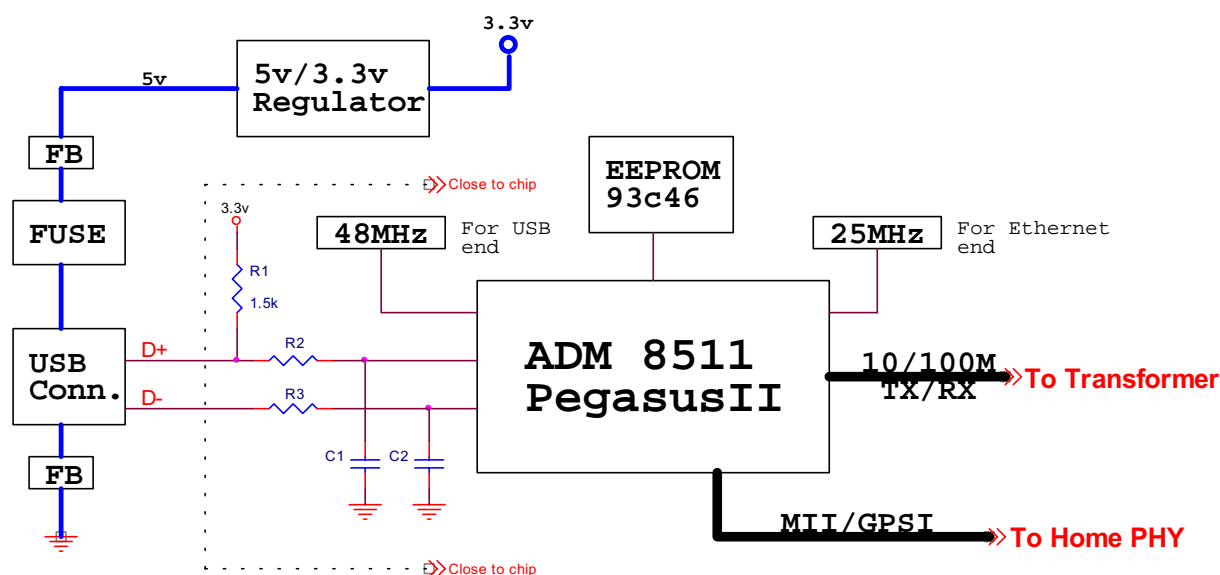 3.3v
5v
5v/3.3v
Regulator
FB
EEPROM
93c46
Close to chip
3.3v
FUSE
48MHz
For USB
end
25MHz
For Ethernet
end
R1
1.5k
USB
Conn.
D+
R2
ADM 8511
PegasusII
10/100M
TX/RX
To Transformer
D-
R3
FB
C1
C2
MII/GPSI
To Home PHY
Close to chip